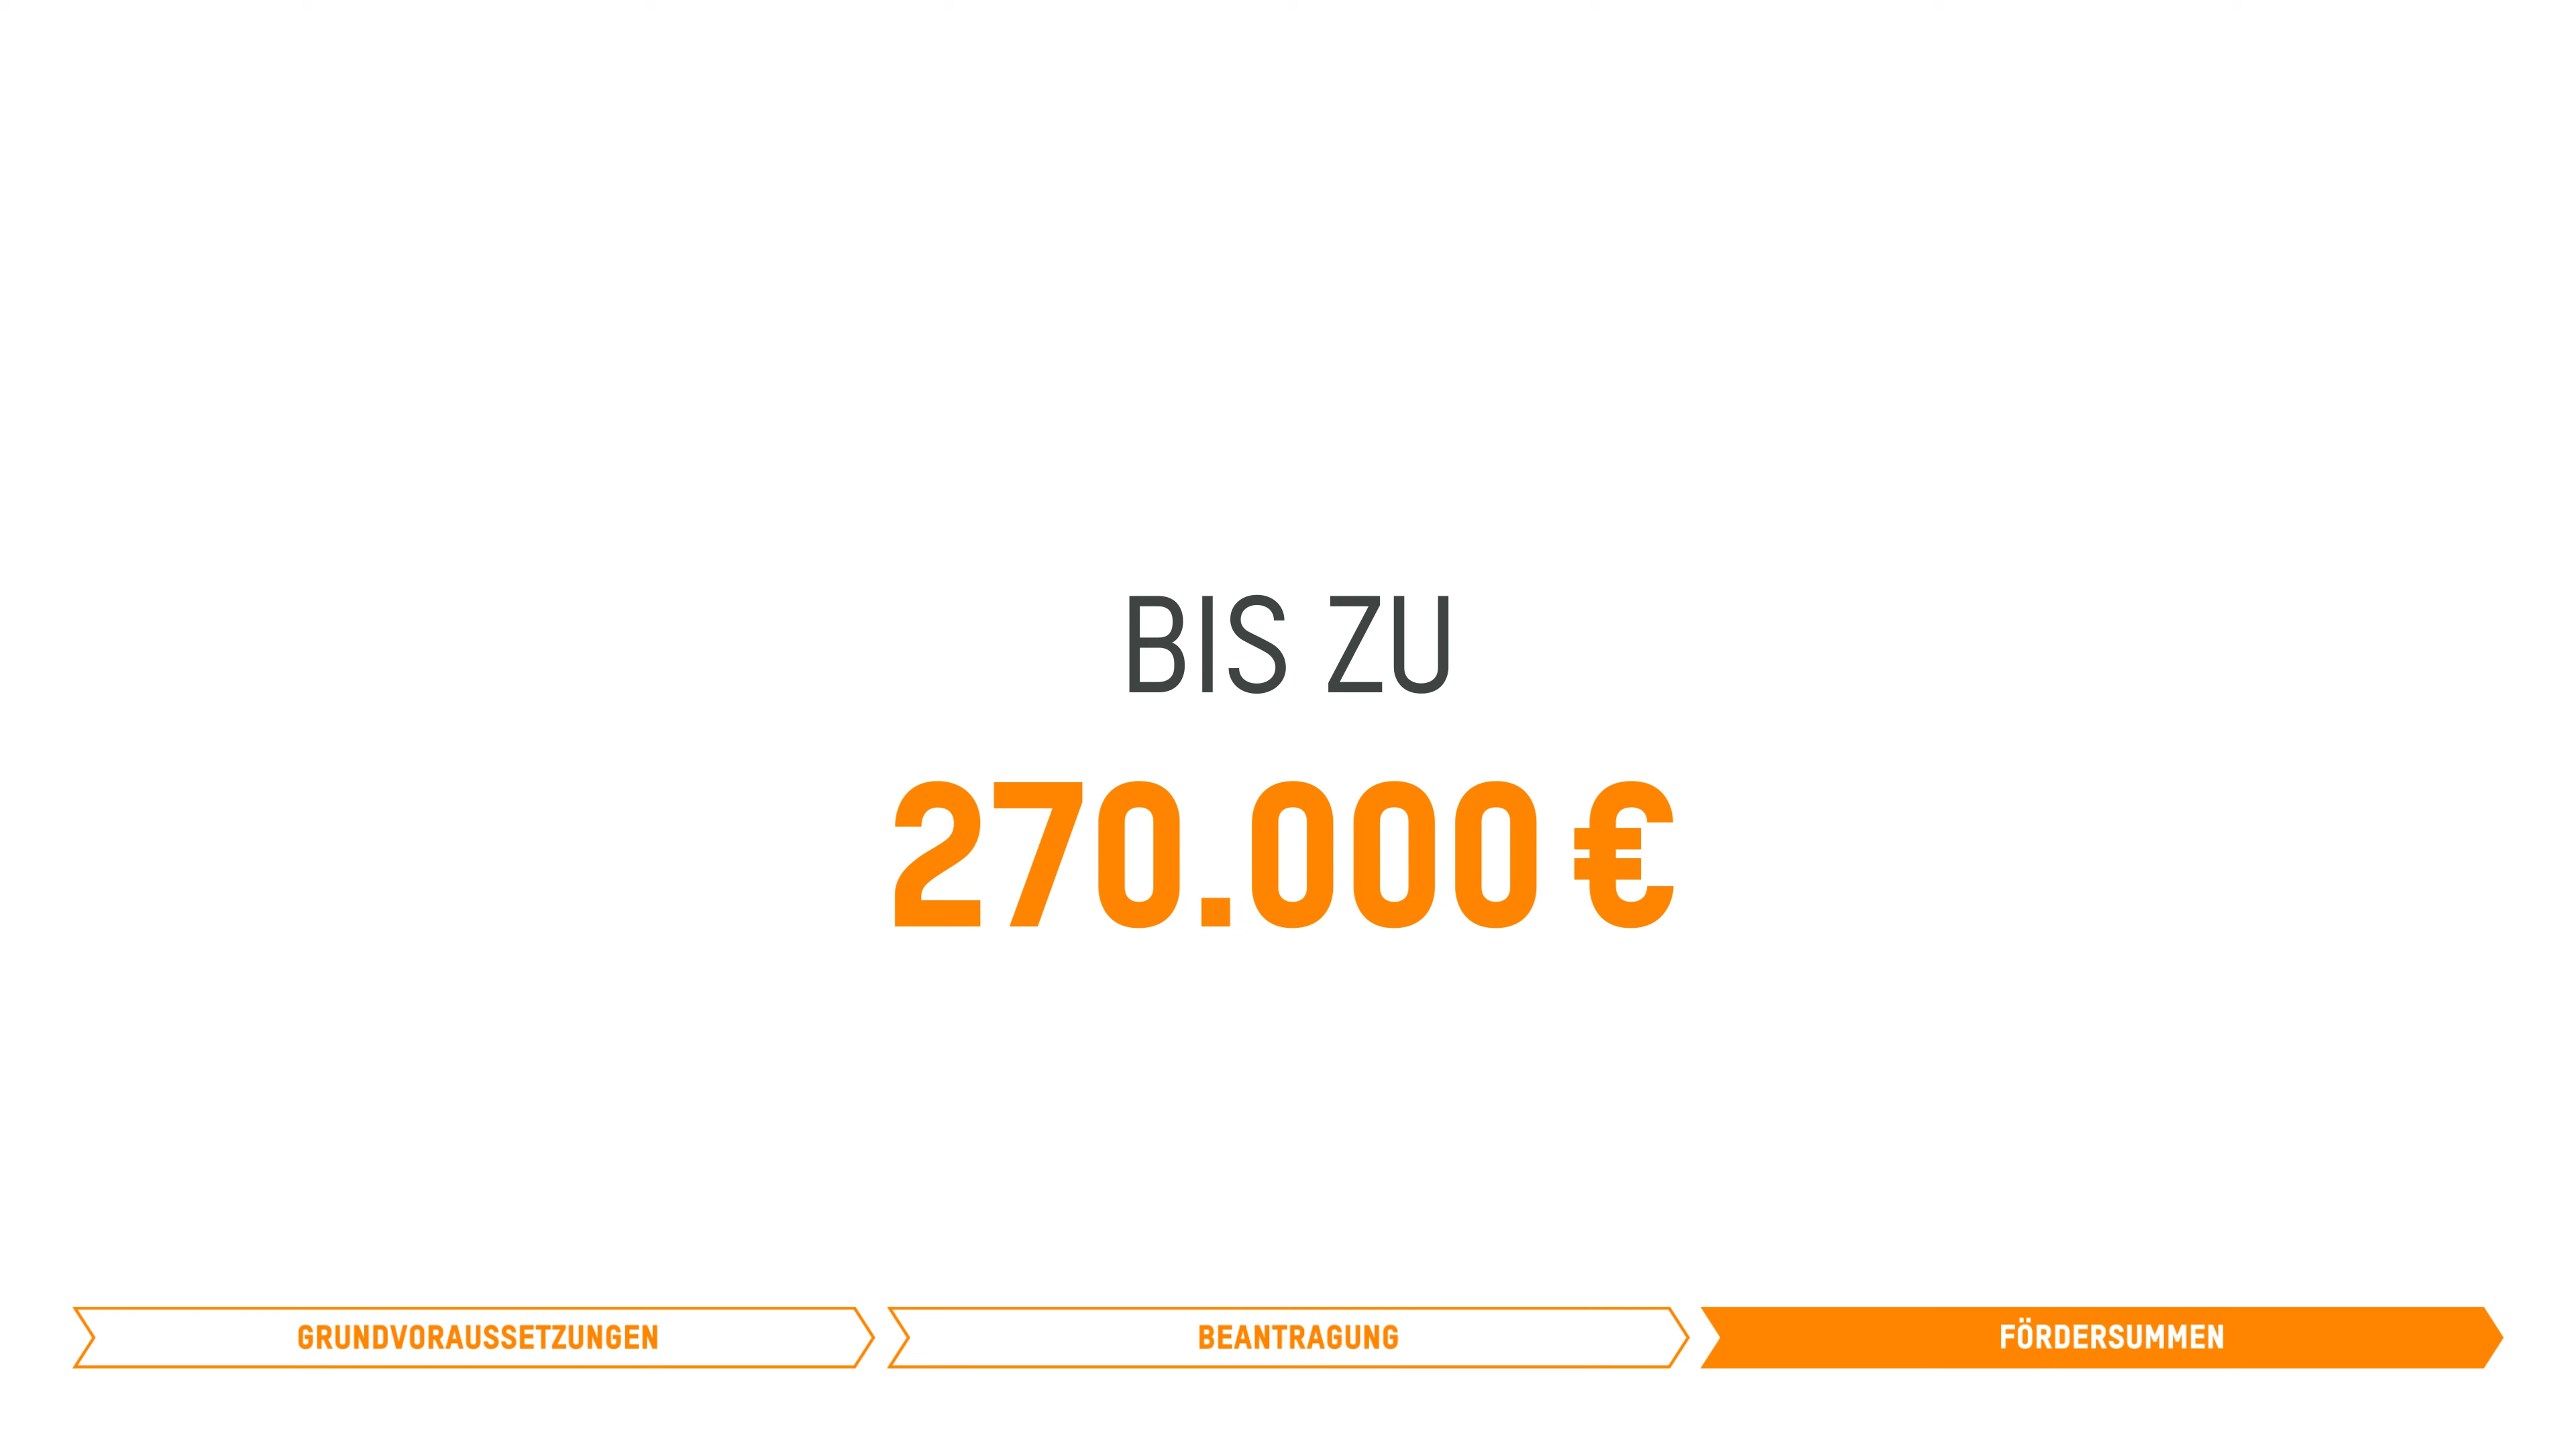 BIS ZU
270.000 €
GRUNDVORAUSSETZUNGEN
BEANTRAGUNG
FÖRDERSUMMEN